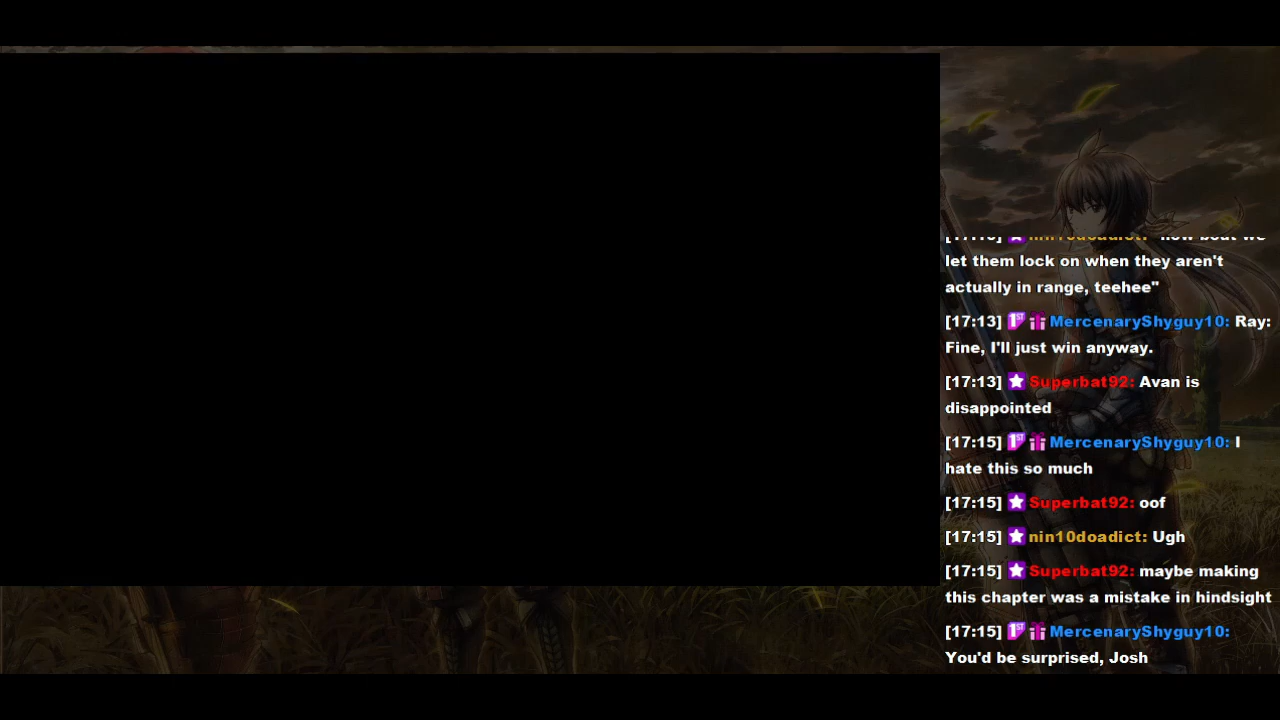 let them lock on when they aren't
actually in range, teehee"
[17:13] 1ST MercenaryShyguy10: Ray:
Fine, I'll just win anyway.
[17:13] Superbat92: Avan is
disappointed
[17:15] 1ST MercenaryShyguy10: I
hate this so much
[17:15] Superbat92: oof
[17:15] nin10doadict: Ugh
[17:15] Superbat92: maybe making
this chapter was a mistake in hindsight
[17:15] 1ST MercenaryShyguy10:
You'd be surprised, Josh